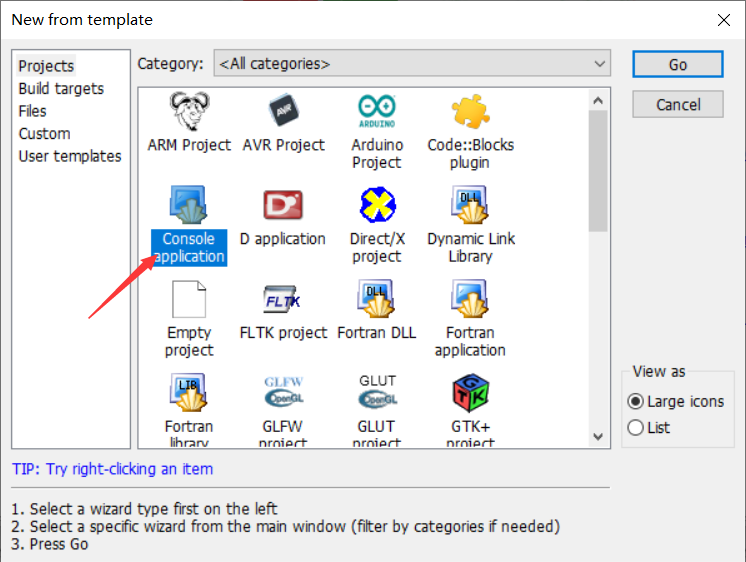 New from template
Projects
Build targets
Files
Custom
User templates
Category: <All categories>
Go
Cancel
AVR
ARDUINO
ARM Project AVR Project Arduino Project Code::Blocks plugin
DLL
Console application D application Direct/X project Dynamic Link Library
FLTK DLL
Empty project FLTK project Fortran DLL Fortran application
LIB GLFW OpenGL GLUT OpenGL GTK
Fortran library GLFW project GLUT project GTK+ project
View as
Large icons
List
TIP: Try right-clicking an item
1. Select a wizard type first on the left
2. Select a specific wizard from the main window (filter by categories if needed)
3. Press Go